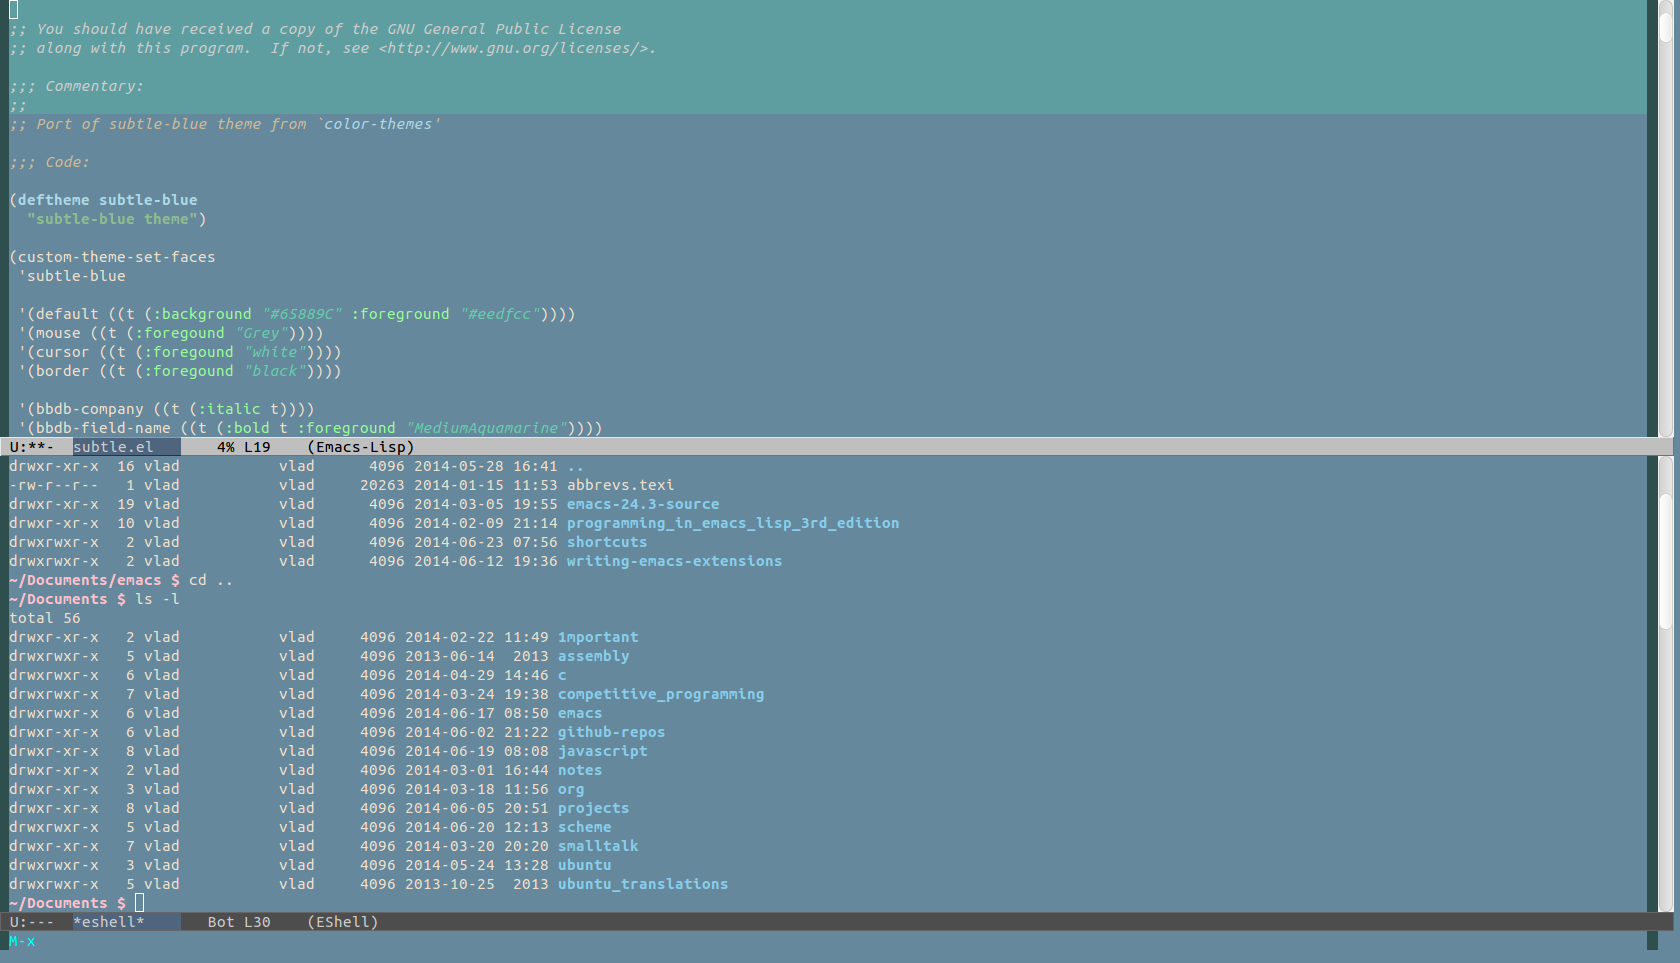 ;; You should have received a copy of the GNU General Public License
;; along with this program.  If not, see <http://www.gnu.org/licenses/>.
;;; Commentary:
;;
;; Port of subtle-blue theme from `color-themes'
;;; Code:
(deftheme subtle-blue
  "subtle-blue theme")
(custom-theme-set-faces
 'subtle-blue
 '(default ((t (:background "#65889C" :foreground "#eedfcc"))))
 '(mouse ((t (:foregound "Grey"))))
 '(cursor ((t (:foregound "white"))))
 '(border ((t (:foregound "black"))))
 '(bbdb-company ((t (:italic t))))
 '(bbdb-field-name ((t (:bold t :foreground "MediumAquamarine"))))
U:**-  subtle.el       4% L19    (Emacs-Lisp)
drwxr-xr-x  16 vlad           vlad      4096 2014-05-28 16:41 ..
-rw-r--r--   1 vlad           vlad     20263 2014-01-15 11:53 abbrevs.texi
drwxr-xr-x  19 vlad           vlad      4096 2014-03-05 19:55 emacs-24.3-source
drwxr-xr-x  10 vlad           vlad      4096 2014-02-09 21:14 programming_in_emacs_lisp_3rd_edition
drwxrwxr-x   2 vlad           vlad      4096 2014-06-23 07:56 shortcuts
drwxrwxr-x   2 vlad           vlad      4096 2014-06-12 19:36 writing-emacs-extensions
~/Documents/emacs $ cd ..
~/Documents $ ls -l
total 56
drwxr-xr-x   2 vlad           vlad     4096 2014-02-22 11:49 1mportant
drwxrwxr-x   5 vlad           vlad     4096 2013-06-14  2013 assembly
drwxrwxr-x   6 vlad           vlad     4096 2014-04-29 14:46 c
drwxrwxr-x   7 vlad           vlad     4096 2014-03-24 19:38 competitive_programming
drwxrwxr-x   6 vlad           vlad     4096 2014-06-17 08:50 emacs
drwxrwxr-x   6 vlad           vlad     4096 2014-06-02 21:22 github-repos
drwxr-xr-x   8 vlad           vlad     4096 2014-06-19 08:08 javascript
drwxr-xr-x   2 vlad           vlad     4096 2014-03-01 16:44 notes
drwxr-xr-x   3 vlad           vlad     4096 2014-03-18 11:56 org
drwxr-xr-x   8 vlad           vlad     4096 2014-06-05 20:51 projects
drwxrwxr-x   5 vlad           vlad     4096 2014-06-20 12:13 scheme
drwxrwxr-x   7 vlad           vlad     4096 2014-03-20 20:20 smalltalk
drwxrwxr-x   3 vlad           vlad     4096 2014-05-24 13:28 ubuntu
drwxrwxr-x   5 vlad           vlad     4096 2013-10-25  2013 ubuntu_translations
~/Documents $
U:---  *eshell*       Bot L30    (EShell)
M-x